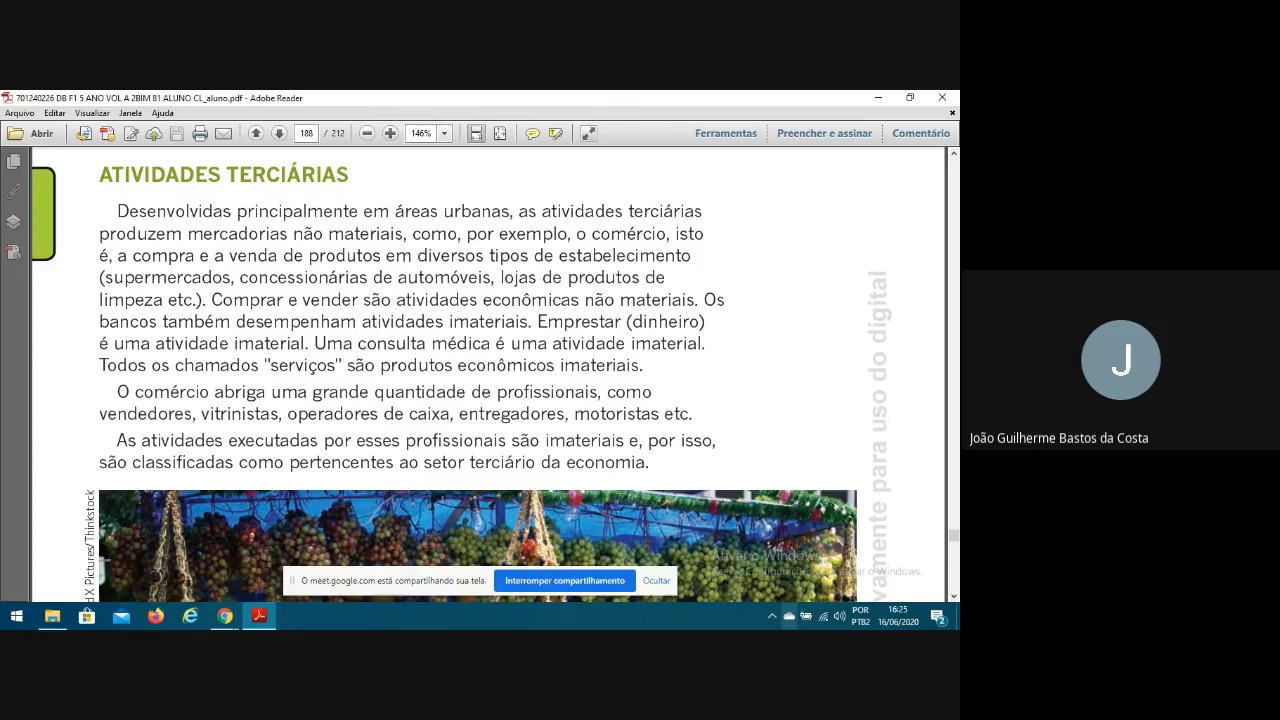 701240226 DB F1 5 ANO VOL A 2BIM 81 ALUNO CL_aluno.pdf - Adobe Reader
Arquivo Editar Visualizar Janela Ajuda
Abrir 188 / 212 146% Ferramentas Preencher e assinar Comentário
ATIVIDADES TERCIÁRIAS
Desenvolvidas principalmente em áreas urbanas, as atividades terciárias
produzem mercadorias não materiais, como, por exemplo, o comércio, isto
é, a compra e a venda de produtos em diversos tipos de estabelecimento
(supermercados, concessionárias de automóveis, lojas de produtos de
limpeza etc.). Comprar e vender são atividades econômicas não materiais. Os
bancos também desempenham atividades imateriais. Emprestar (dinheiro)
é uma atividade imaterial. Uma consulta médica é uma atividade imaterial.
Todos os chamados "serviços" são produtos econômicos imateriais.
O comércio abriga uma grande quantidade de profissionais, como
vendedores, vitrinistas, operadores de caixa, entregadores, motoristas etc.
As atividades executadas por esses profissionais são imateriais e, por isso,
são classificadas como pertencentes ao setor terciário da economia.
vamente para uso do digital
dX Pictures/Thinkstock
Ativar o Windows
ar o Windows.
O meet.google.com está compartilhando sua tela. Interromper compartilhamento Ocultar
POR 16:25
PTB2 16/06/2020 2
J
João Guilherme Bastos da Costa